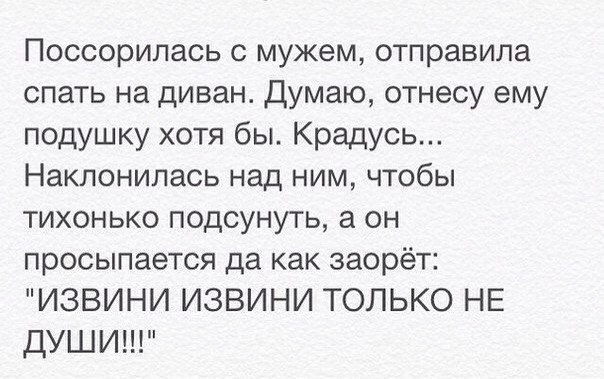 Поссорилась с мужем, отправила
спать на диван. Думаю, отнесу ему
подушку хотя бы. Крадусь...
Наклонилась над ним, чтобы
тихонько подсунуть, а он
просыпается да как заорёт:
"ИЗВИНИ ИЗВИНИ ТОЛЬКО НЕ
ДУШИ!!!"